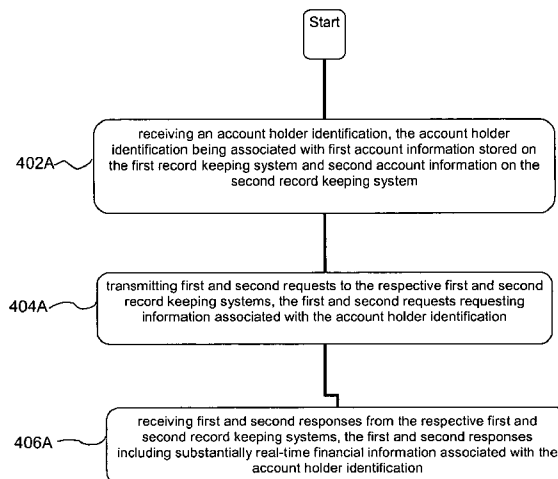 Start
receiving an account holder identification, the account holder
identification being associated with first account information stored on
the first record keeping system and second account information on the
second record keeping system
402A
transmitting first and second requests to the respective first and second
record keeping systems, the first and second requests requesting
information associated with the account holder identification
404A
receiving first and second responses from the respective first and
second record keeping systems, the first and second responses
including substantially real-time financial information associated with the
account holder identification
406A